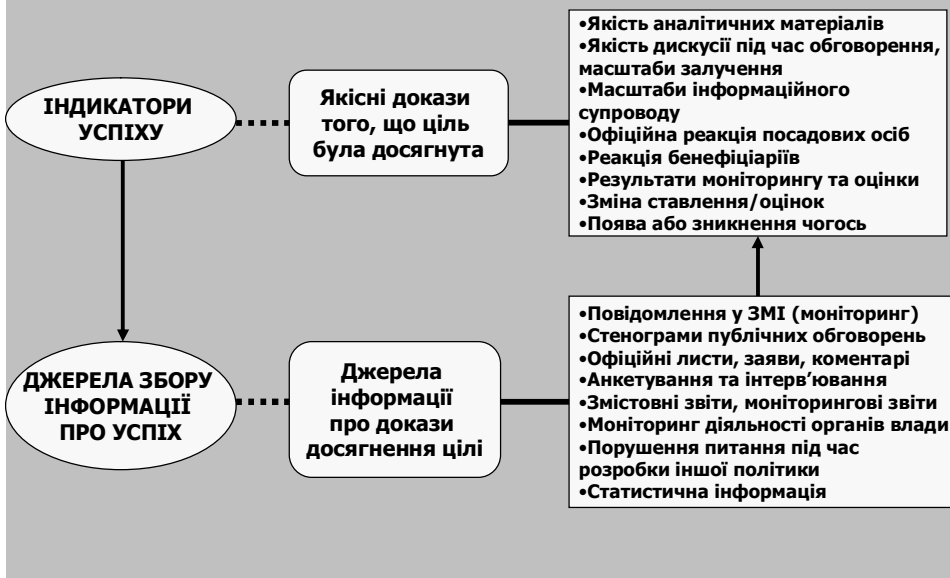 ІНДИКАТОРИ
УСПІХУ
Якісні докази
того, що ціль
була досягнута
•Якість аналітичних матеріалів
•Якість дискусії під час обговорення,
масштаби залучення
•Масштаби інформаційного
супроводу
•Офіційна реакція посадових осіб
•Реакція бенефіціаріїв
•Результати моніторингу та оцінки
•Зміна ставлення/оцінок
•Поява або зникнення чогось
ДЖЕРЕЛА ЗБОРУ
ІНФОРМАЦІЇ
ПРО УСПІХ
Джерела
інформації
про докази
досягнення цілі
•Повідомлення у ЗМІ (моніторинг)
•Стенограми публічних обговорень
•Офіційні листи, заяви, коментарі
•Анкетування та інтерв’ювання
•Змістовні звіти, моніторингові звіти
•Моніторинг діяльності органів влади
•Порушення питання під час
розробки іншої політики
•Статистична інформація